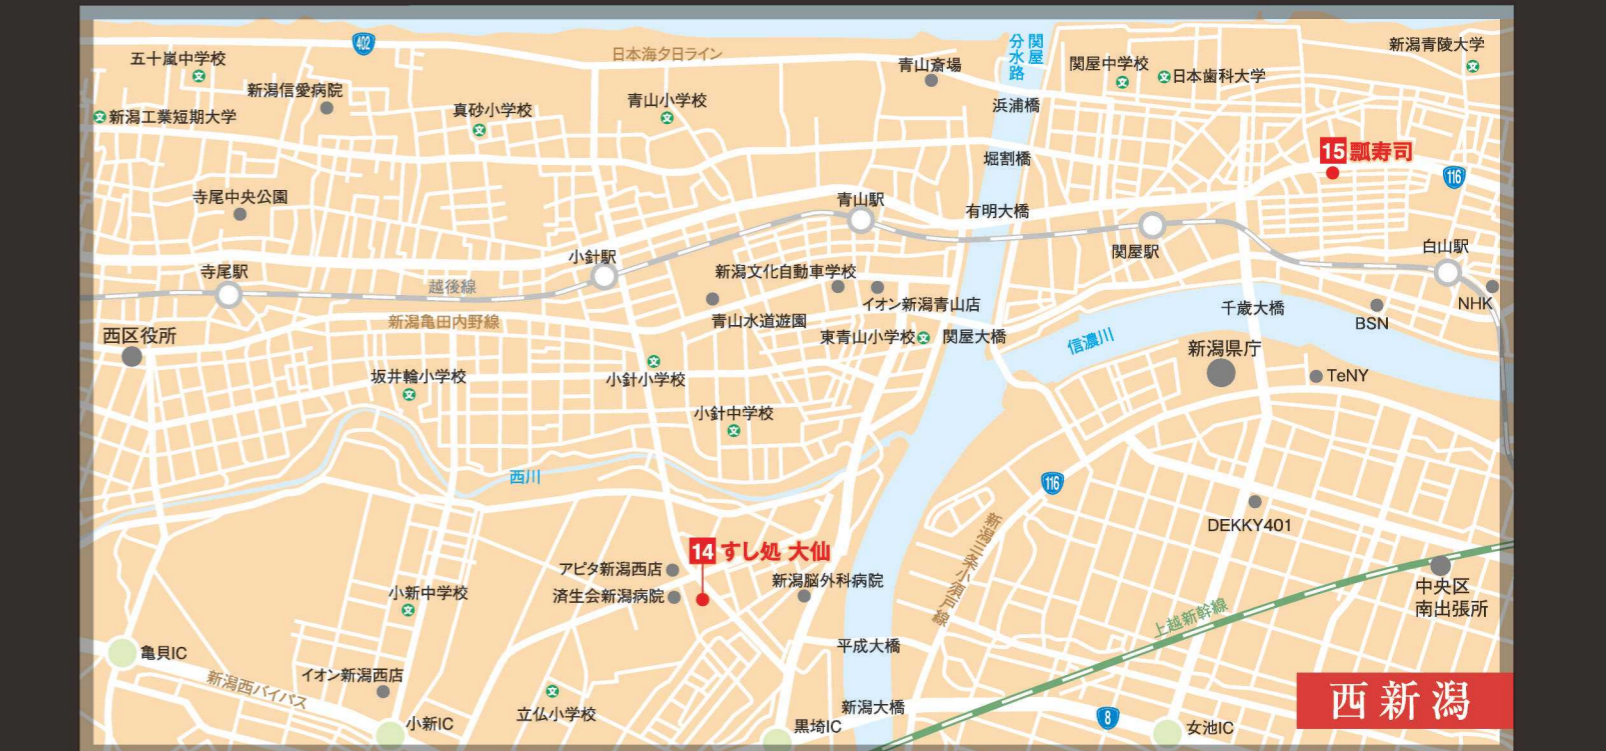 402
日本海夕日ライン
関屋
分水路
新潟青陵大学
五十嵐中学校
青山斎場
関屋中学校
文日本歯科大学
新潟信愛病院
真砂小学校
青山小学校
浜浦橋
文新潟工業短期大学
堀割橋
15 瓢寿司
116
寺尾中央公園
青山駅
有明大橋
小針駅
関屋駅
白山駅
寺尾駅
新潟文化自動車学校
越後線
イオン新潟青山店
千歳大橋
NHK
新潟亀田内野線
青山水道遊園
BSN
西区役所
東青山小学校文
関屋大橋
信濃川
新潟県庁
坂井輪小学校
小針小学校
TeNY
小針中学校
西川
116
DEKKY401
新潟三条小須戸線
14 すし処 大仙
アピタ新潟西店
済生会新潟病院
新潟脳外科病院
小新中学校
中央区
南出張所
上越新幹線
平成大橋
亀貝IC
新潟西バイパス
イオン新潟西店
立仏小学校
小新IC
新潟大橋
黒埼IC
8
女池IC
西新潟